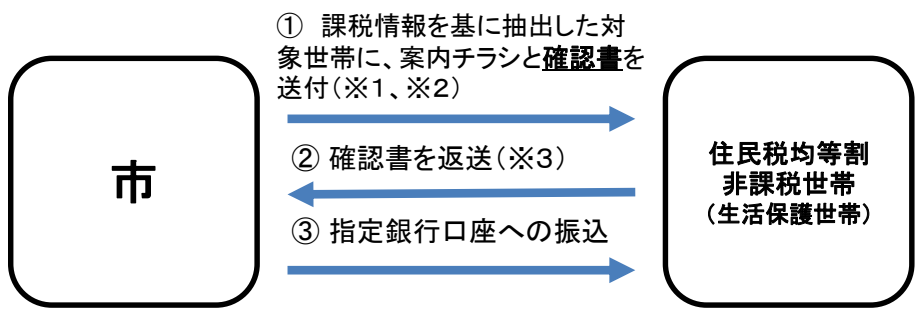 ① 課税情報を基に抽出した対
象世帯に、案内チラシと確認書を
送付(※1、※2)
市
② 確認書を返送(※3)
③ 指定銀行口座への振込
住民税均等割
非課税世帯
(生活保護世帯)